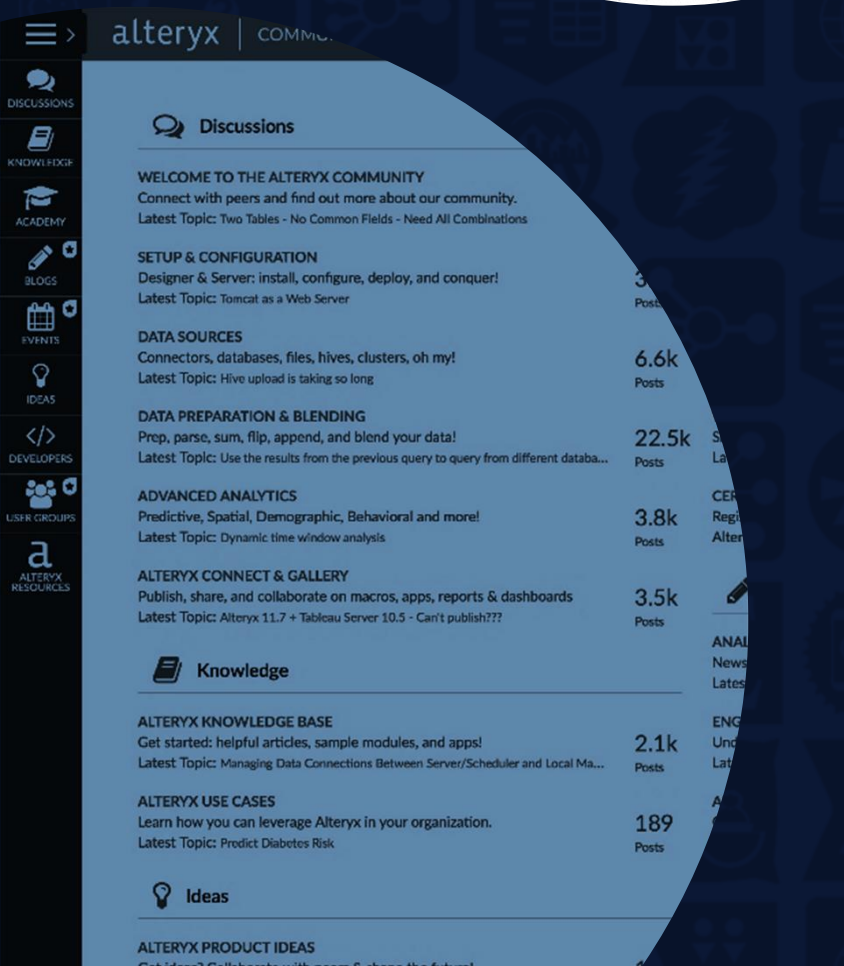 alteryx
DISCUSSIONS
KNOWLEDGE
ACADEMY
BLOGS
EVENTS
IDEAS
DEVELOPERS
USER GROUPS
ALTERYX
RESOURCES
Discussions
WELCOME TO THE ALTERYX COMMUNITY
Connect with peers and find out more about our community.
Latest Topic: Two Tables - No Common Fields - Need All Combinations
SETUP & CONFIGURATION
Designer & Server: install, configure, deploy, and conquer!
Latest Topic: Tomcat as a Web Server
DATA SOURCES
Connectors, databases, files, hives, clusters, oh my!
Latest Topic: Hive upload is taking so long
6.6k
Posts
DATA PREPARATION & BLENDING
Prep, parse, sum, flip, append, and blend your data!
Latest Topic: Use the results from the previous query to query from different databa...
22.5k
Posts
ADVANCED ANALYTICS
Predictive, Spatial, Demographic, Behavioral and more!
Latest Topic: Dynamic time window analysis
3.8k
Posts
ALTERYX CONNECT & GALLERY
Publish, share, and collaborate on macros, apps, reports & dashboards
Latest Topic: Alteryx 11.7 + Tableau Server 10.5 - Can't publish???
3.5k
Posts
Knowledge
ALTERYX KNOWLEDGE BASE
Get started: helpful articles, sample modules, and apps!
Latest Topic: Managing Data Connections Between Server/Scheduler and Local Ma...
2.1k
Posts
ALTERYX USE CASES
Learn how you can leverage Alteryx in your organization.
Latest Topic: Predict Diabetes Risk
189
Posts
Ideas
ALTERYX PRODUCT IDEAS
News